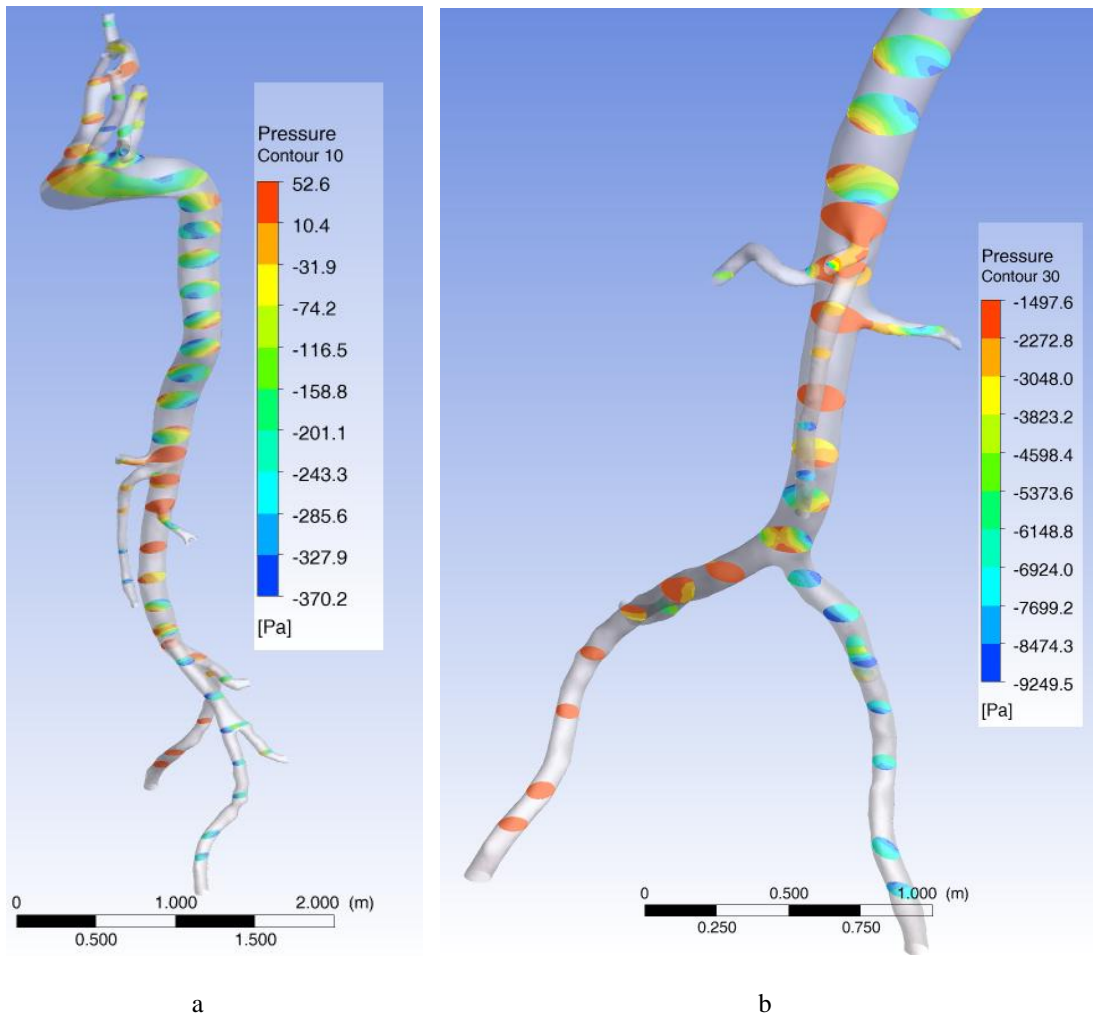 Pressure
Contour 10
52.6
10.4
-31.9
-74.2
-116.5
-158.8
-201.1
-243.3
-285.6
-327.9
-370.2
[Pa]
0 1.000 2.000 (m)
0.500 1.500
a
Pressure
Contour 30
-1497.6
-2272.8
-3048.0
-3823.2
-4598.4
-5373.6
-6148.8
-6924.0
-7699.2
-8474.3
-9249.5
[Pa]
0 0.500 1.000 (m)
0.250 0.750
b